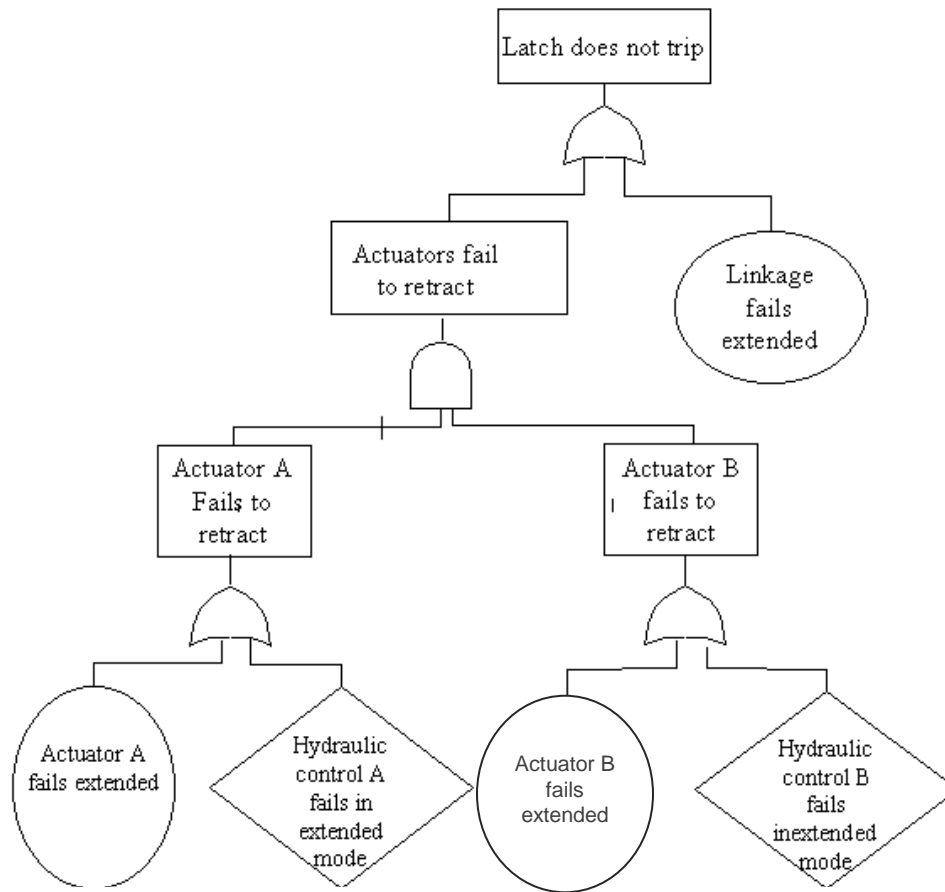 Latch does not trip
Actuators fail
to retract
Linkage
fails
extended
Actuator A
Fails to
retract
Actuator B
fails to
retract
Actuator A
fails extended
Hydraulic
control A
fails in
extended
mode
Actuator B
fails
extended
Hydraulic
control B
fails
inextended
mode